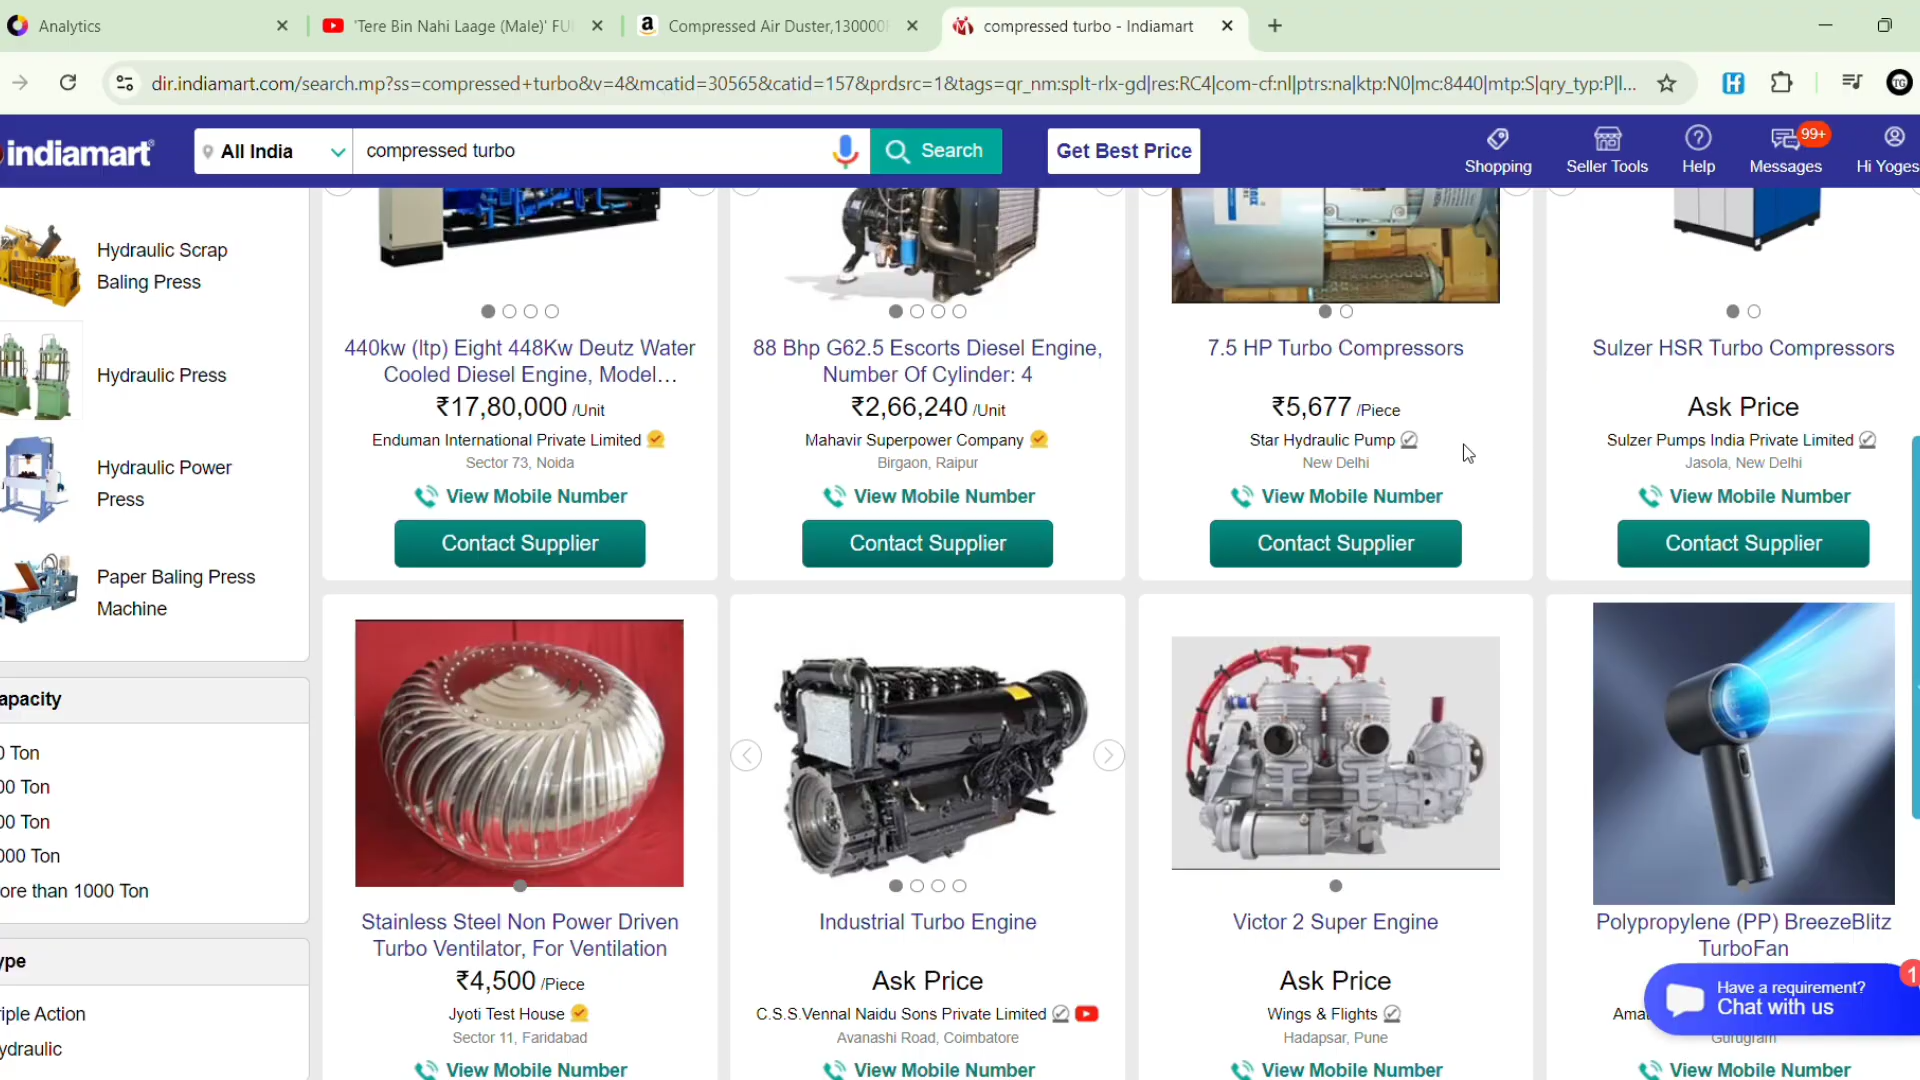 Analytics
'Tere Bin Nahi Laage (Male)' FU
Compressed Air Duster,130000
compressed turbo - Indiamart
dir.indiamart.com/search.mp?ss=compressed+turbo&v=4&mcatid=30565&catid=157&prdsrc=1&tags=qr_nm:splt-rlx-gd|res:RC4|com-cf:nl|ptrs:na|ktp:N0|mc:8440|mtp:S|qry_typ:P|l...
indiamart
All India
compressed turbo
Search
Get Best Price
Shopping
Seller Tools
Help
99+
Messages
Hi Yoges
Hydraulic Scrap
Baling Press
Hydraulic Press
Hydraulic Power
Press
Paper Baling Press
Machine
apacity
0 Ton
00 Ton
00 Ton
000 Ton
ore than 1000 Ton
ype
iple Action
ydraulic
440kw (Itp) Eight 448Kw Deutz Water
Cooled Diesel Engine, Model...
₹17,80,000 /Unit
Enduman International Private Limited
Sector 73, Noida
View Mobile Number
Contact Supplier
88 Bhp G62.5 Escorts Diesel Engine,
Number Of Cylinder: 4
₹2,66,240 /Unit
Mahavir Superpower Company
Birgaon, Raipur
View Mobile Number
Contact Supplier
7.5 HP Turbo Compressors
₹5,677 /Piece
Star Hydraulic Pump
New Delhi
View Mobile Number
Contact Supplier
Sulzer HSR Turbo Compressors
Ask Price
Sulzer Pumps India Private Limited
Jasola, New Delhi
View Mobile Number
Contact Supplier
Stainless Steel Non Power Driven
Turbo Ventilator, For Ventilation
₹4,500 /Piece
Jyoti Test House
Sector 11, Faridabad
View Mobile Number
Industrial Turbo Engine
Ask Price
C.S.S.Vennal Naidu Sons Private Limited
Avanashi Road, Coimbatore
View Mobile Number
Victor 2 Super Engine
Ask Price
Wings & Flights
Hadapsar, Pune
View Mobile Number
Polypropylene (PP) BreezeBlitz
TurboFan
Ama
Gurugram
View Mobile Number
1
Have a requirement?
Chat with us